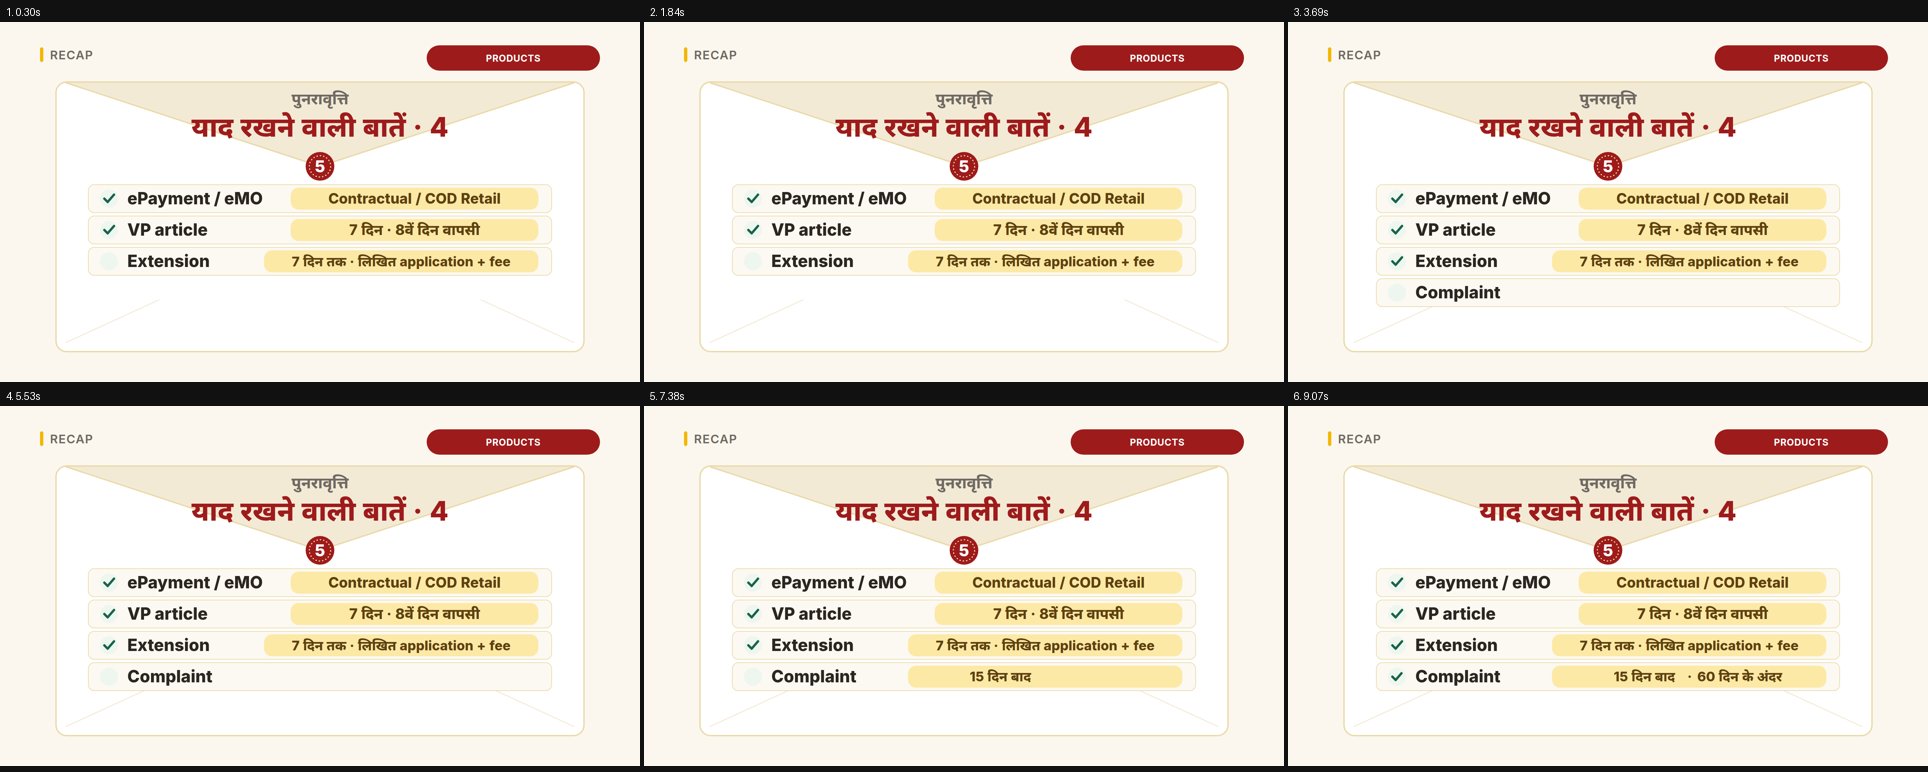 1. 0.30s
RECAP
PRODUCTS
पुनरावृत्ति
याद रखने वाली बातें · 4
5
ePayment / eMO Contractual / COD Retail
VP article 7 दिन · 8वें दिन वापसी
Extension 7 दिन तक · लिखित application + fee
2. 1.84s
RECAP
PRODUCTS
पुनरावृत्ति
याद रखने वाली बातें · 4
5
ePayment / eMO Contractual / COD Retail
VP article 7 दिन · 8वें दिन वापसी
Extension 7 दिन तक · लिखित application + fee
3. 3.69s
RECAP
PRODUCTS
पुनरावृत्ति
याद रखने वाली बातें · 4
5
ePayment / eMO Contractual / COD Retail
VP article 7 दिन · 8वें दिन वापसी
Extension 7 दिन तक · लिखित application + fee
Complaint
4. 5.53s
RECAP
PRODUCTS
पुनरावृत्ति
याद रखने वाली बातें · 4
5
ePayment / eMO Contractual / COD Retail
VP article 7 दिन · 8वें दिन वापसी
Extension 7 दिन तक · लिखित application + fee
Complaint
5. 7.38s
RECAP
PRODUCTS
पुनरावृत्ति
याद रखने वाली बातें · 4
5
ePayment / eMO Contractual / COD Retail
VP article 7 दिन · 8वें दिन वापसी
Extension 7 दिन तक · लिखित application + fee
Complaint 15 दिन बाद
6. 9.07s
RECAP
PRODUCTS
पुनरावृत्ति
याद रखने वाली बातें · 4
5
ePayment / eMO Contractual / COD Retail
VP article 7 दिन · 8वें दिन वापसी
Extension 7 दिन तक · लिखित application + fee
Complaint 15 दिन बाद · 60 दिन के अंदर